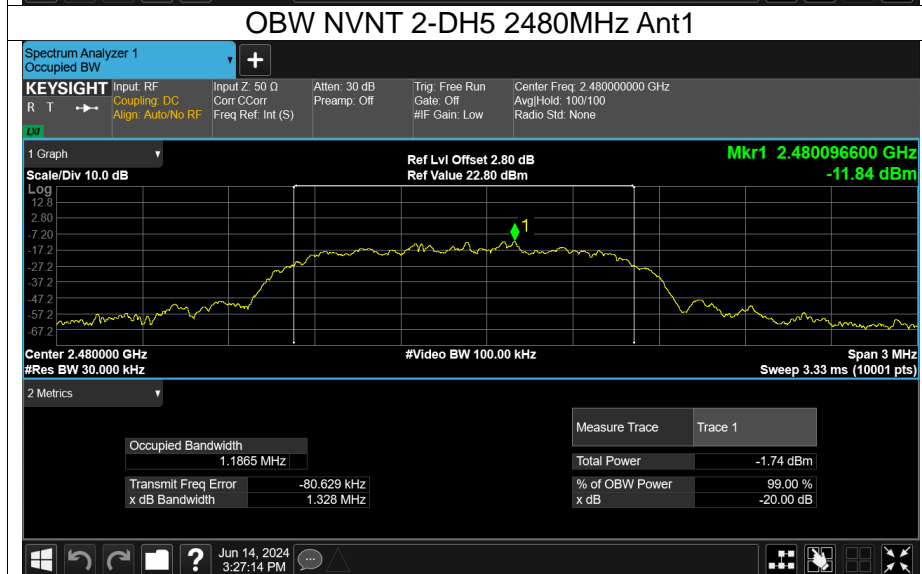 OBW NVNT 2-DH5 2480MHz Ant1
Spectrum Analyzer 1
Occupied BW
KEYSIGHT
R T
LXI
Input: RF
Coupling: DC
Align: Auto/No RF
Input Z: 50 Ω
Corr CCorr
Freq Ref: Int (S)
Atten: 30 dB
Preamp: Off
Trig: Free Run
Gate: Off
#IF Gain: Low
Center Freq: 2.480000000 GHz
Avg|Hold: 100/100
Radio Std: None
1 Graph
Scale/Div 10.0 dB
Ref Lvl Offset 2.80 dB
Ref Value 22.80 dBm
Mkr1 2.480096600 GHz
-11.84 dBm
Log
12.8
2.80
-7.20
-17.2
-27.2
-37.2
-47.2
-57.2
-67.2
1
Center 2.480000 GHz
#Res BW 30.000 kHz
#Video BW 100.00 kHz
Span 3 MHz
Sweep 3.33 ms (10001 pts)
2 Metrics
Measure Trace Trace 1
Occupied Bandwidth
1.1865 MHz
Total Power -1.74 dBm
Transmit Freq Error -80.629 kHz
% of OBW Power 99.00 %
x dB Bandwidth 1.328 MHz
x dB -20.00 dB
?
Jun 14, 2024
3:27:14 PM